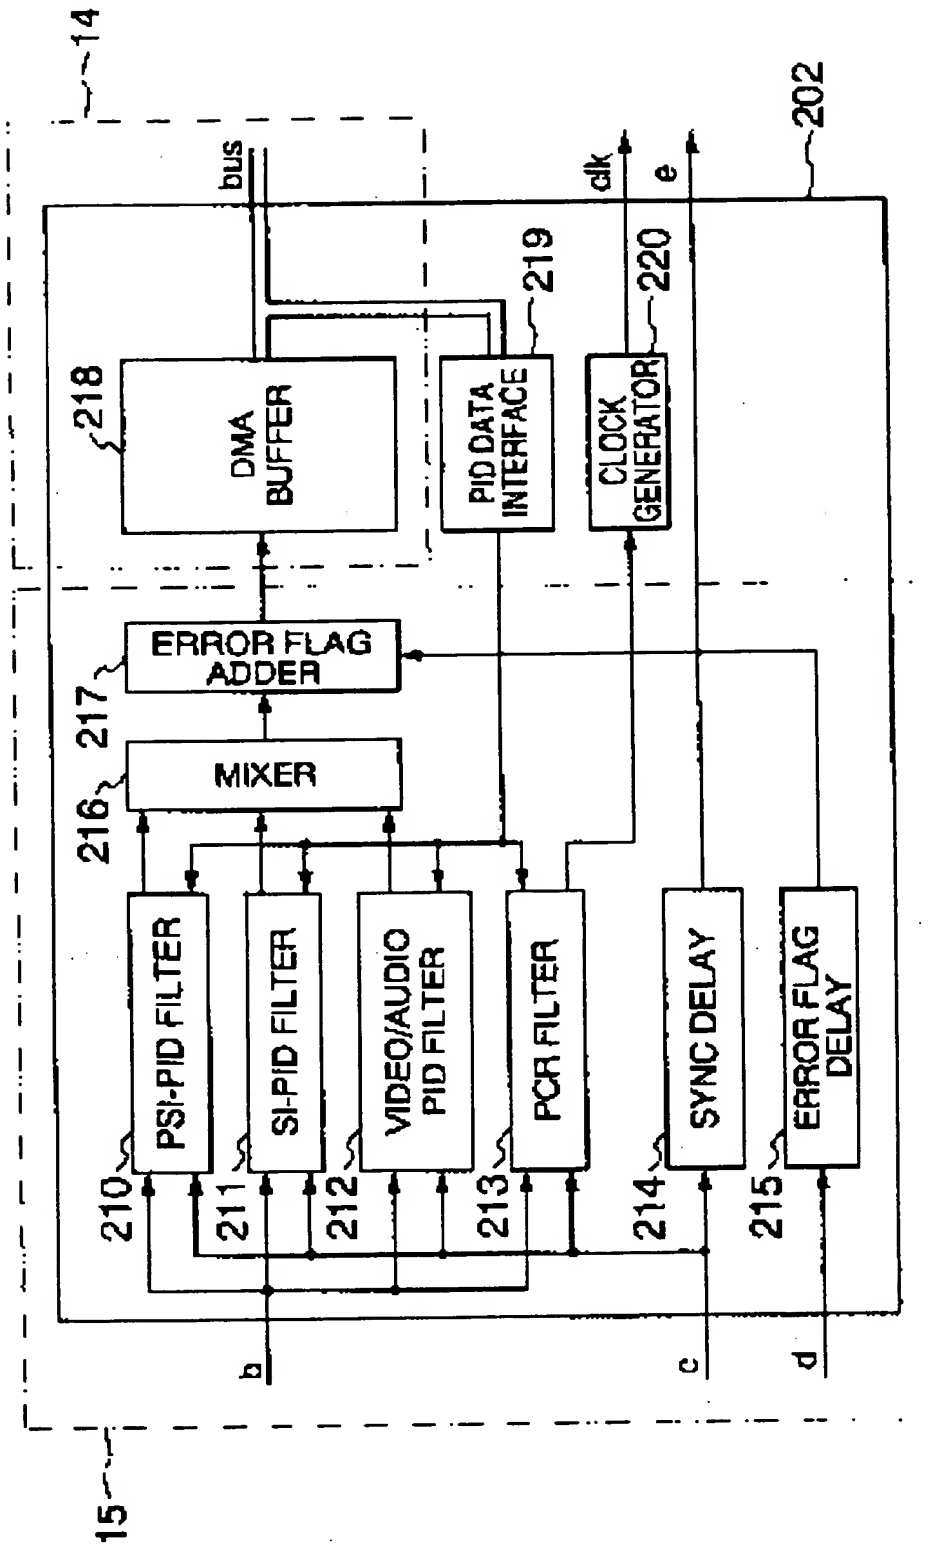 15
14
b
c
d
210
PSI-PID FILTER
211
SI-PID FILTER
212
VIDEO/AUDIO
PID FILTER
213
PCR FILTER
214
SYNC DELAY
215
ERROR FLAG
DELAY
216
MIXER
217
ERROR FLAG
ADDER
218
DMA
BUFFER
219
PID DATA
INTERFACE
220
CLOCK
GENERATOR
bus
clk
e
202